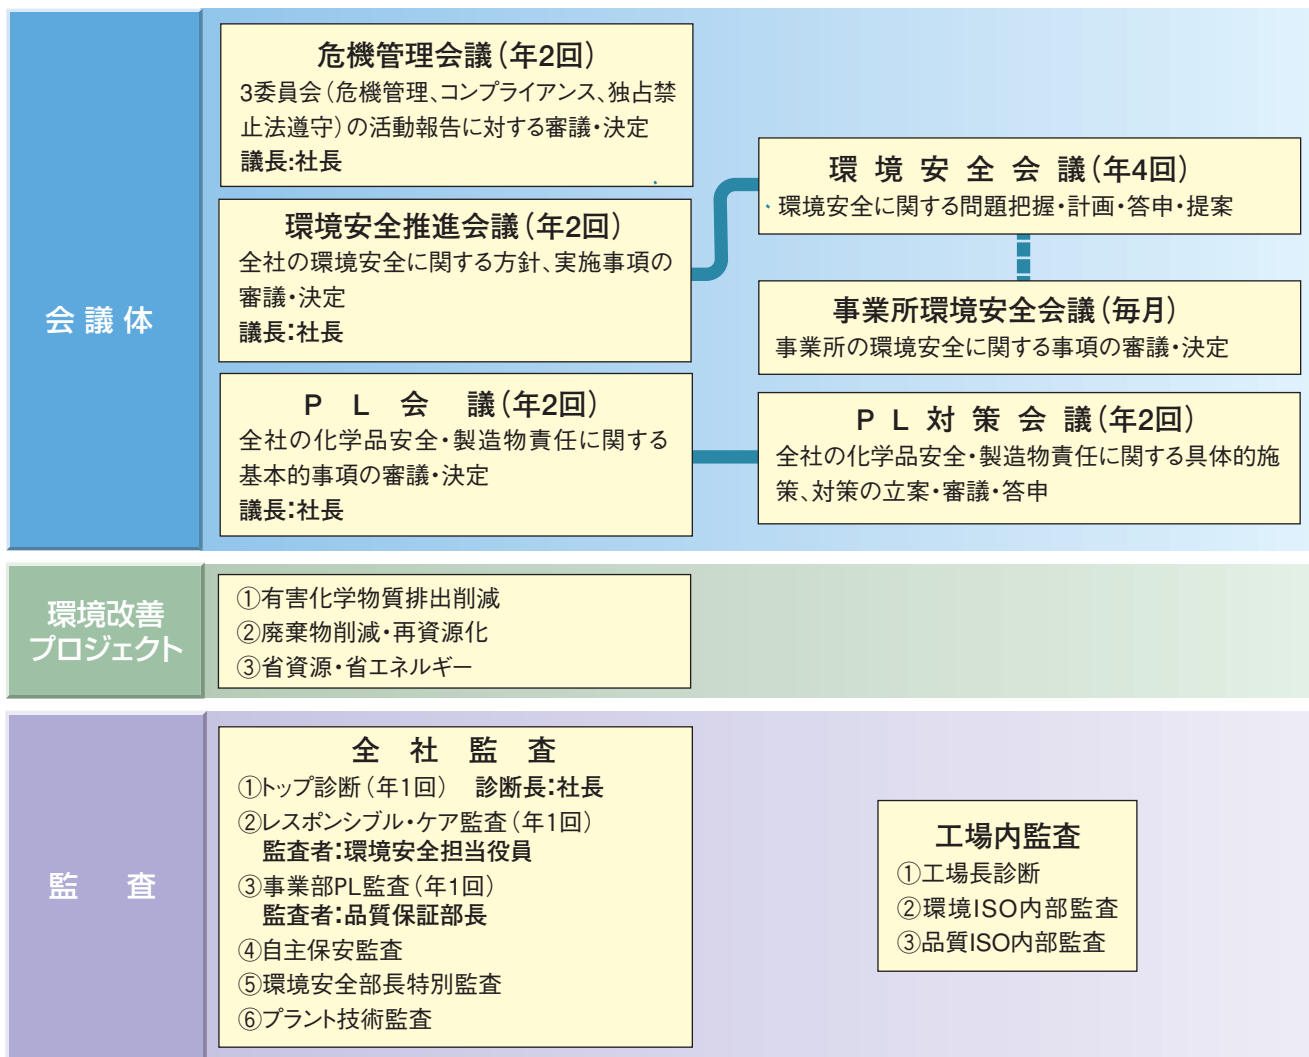 会議体
危機管理会議(年2回)
3委員会(危機管理、コンプライアンス、独占禁
止法遵守)の活動報告に対する審議・決定
議長:社長
環境安全推進会議(年2回)
全社の環境安全に関する方針、実施事項の
審議・決定
議長:社長
PL会議(年2回)
全社の化学品安全・製造物責任に関する
基本的事項の審議・決定
議長:社長
環境安全会議(年4回)
環境安全に関する問題把握・計画・答申・提案
事業所環境安全会議(毎月)
事業所の環境安全に関する事項の審議・決定
PL対策会議(年2回)
全社の化学品安全・製造物責任に関する具体的施
策、対策の立案・審議・答申
環境改善
プロジェクト
①有害化学物質排出削減
②廃棄物削減・再資源化
③省資源・省エネルギー
監査
全社監査
①トップ診断(年1回) 診断長:社長
②レスポンシブル・ケア監査(年1回)
監査者:環境安全担当役員
③事業部PL監査(年1回)
監査者:品質保証部長
④自主保安監査
⑤環境安全部長特別監査
⑥プラント技術監査
工場内監査
①工場長診断
②環境ISO内部監査
③品質ISO内部監査